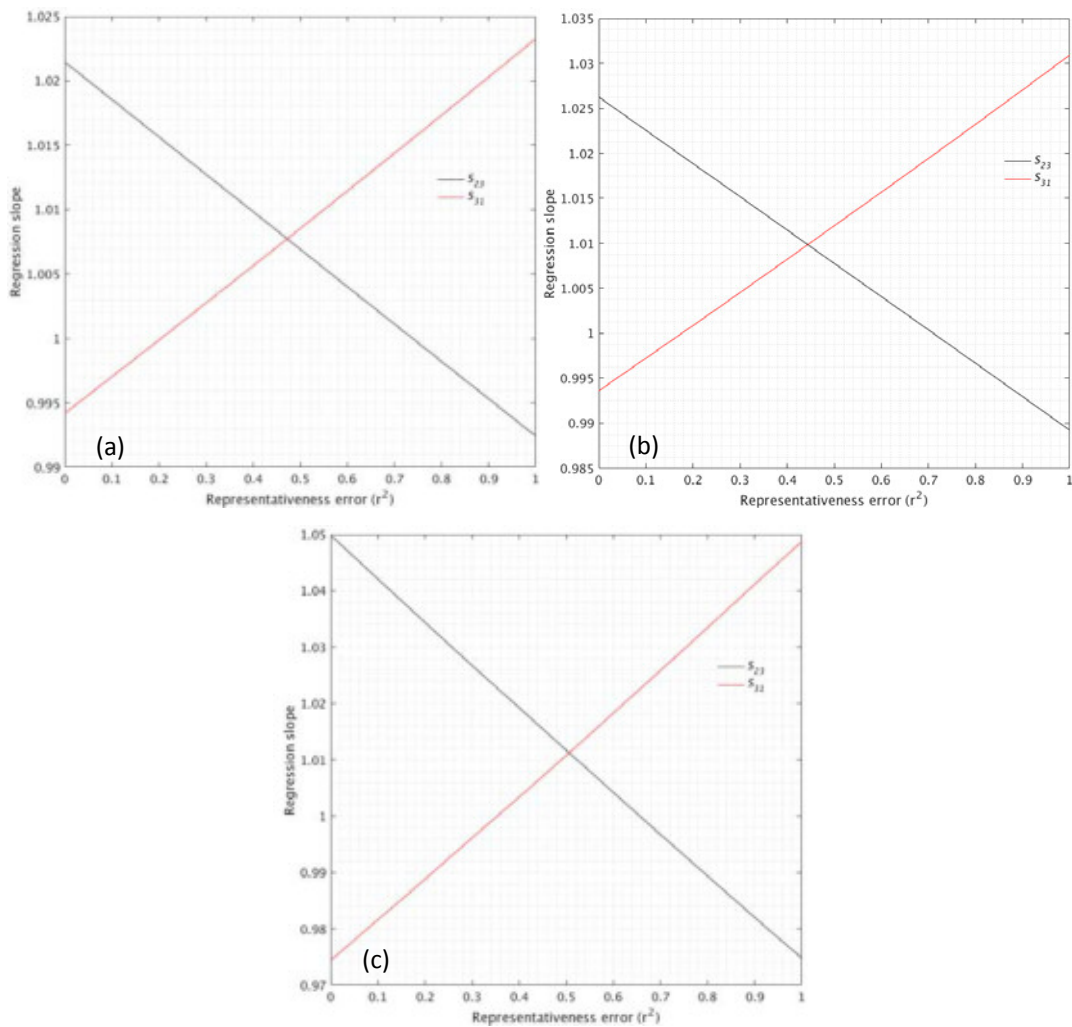 1.025
1.02
1.015
1.01
1.005
1
0.995
0.99
Regression slope
s23
s31
(a)
0 0.1 0.2 0.3 0.4 0.5 0.6 0.7 0.8 0.9 1
Representativeness error (r²)
1.035
1.03
1.025
1.02
1.015
1.01
1.005
1
0.995
0.99
0.985
Regression slope
s23
s31
(b)
0 0.1 0.2 0.3 0.4 0.5 0.6 0.7 0.8 0.9 1
Representativeness error (r²)
1.05
1.04
1.03
1.02
1.01
1
0.99
0.98
0.97
Regression slope
s23
s31
(c)
0 0.1 0.2 0.3 0.4 0.5 0.6 0.7 0.8 0.9 1
Representativeness error (r²)